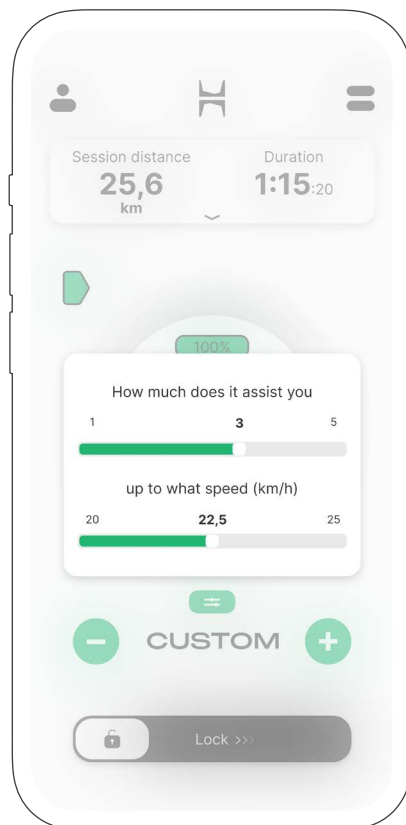 Session distance
Duration
25,6
1:15:20
km
100%
How much does it assist you
1 3 5
up to what speed (km/h)
20 22,5 25
CUSTOM
Lock >>>